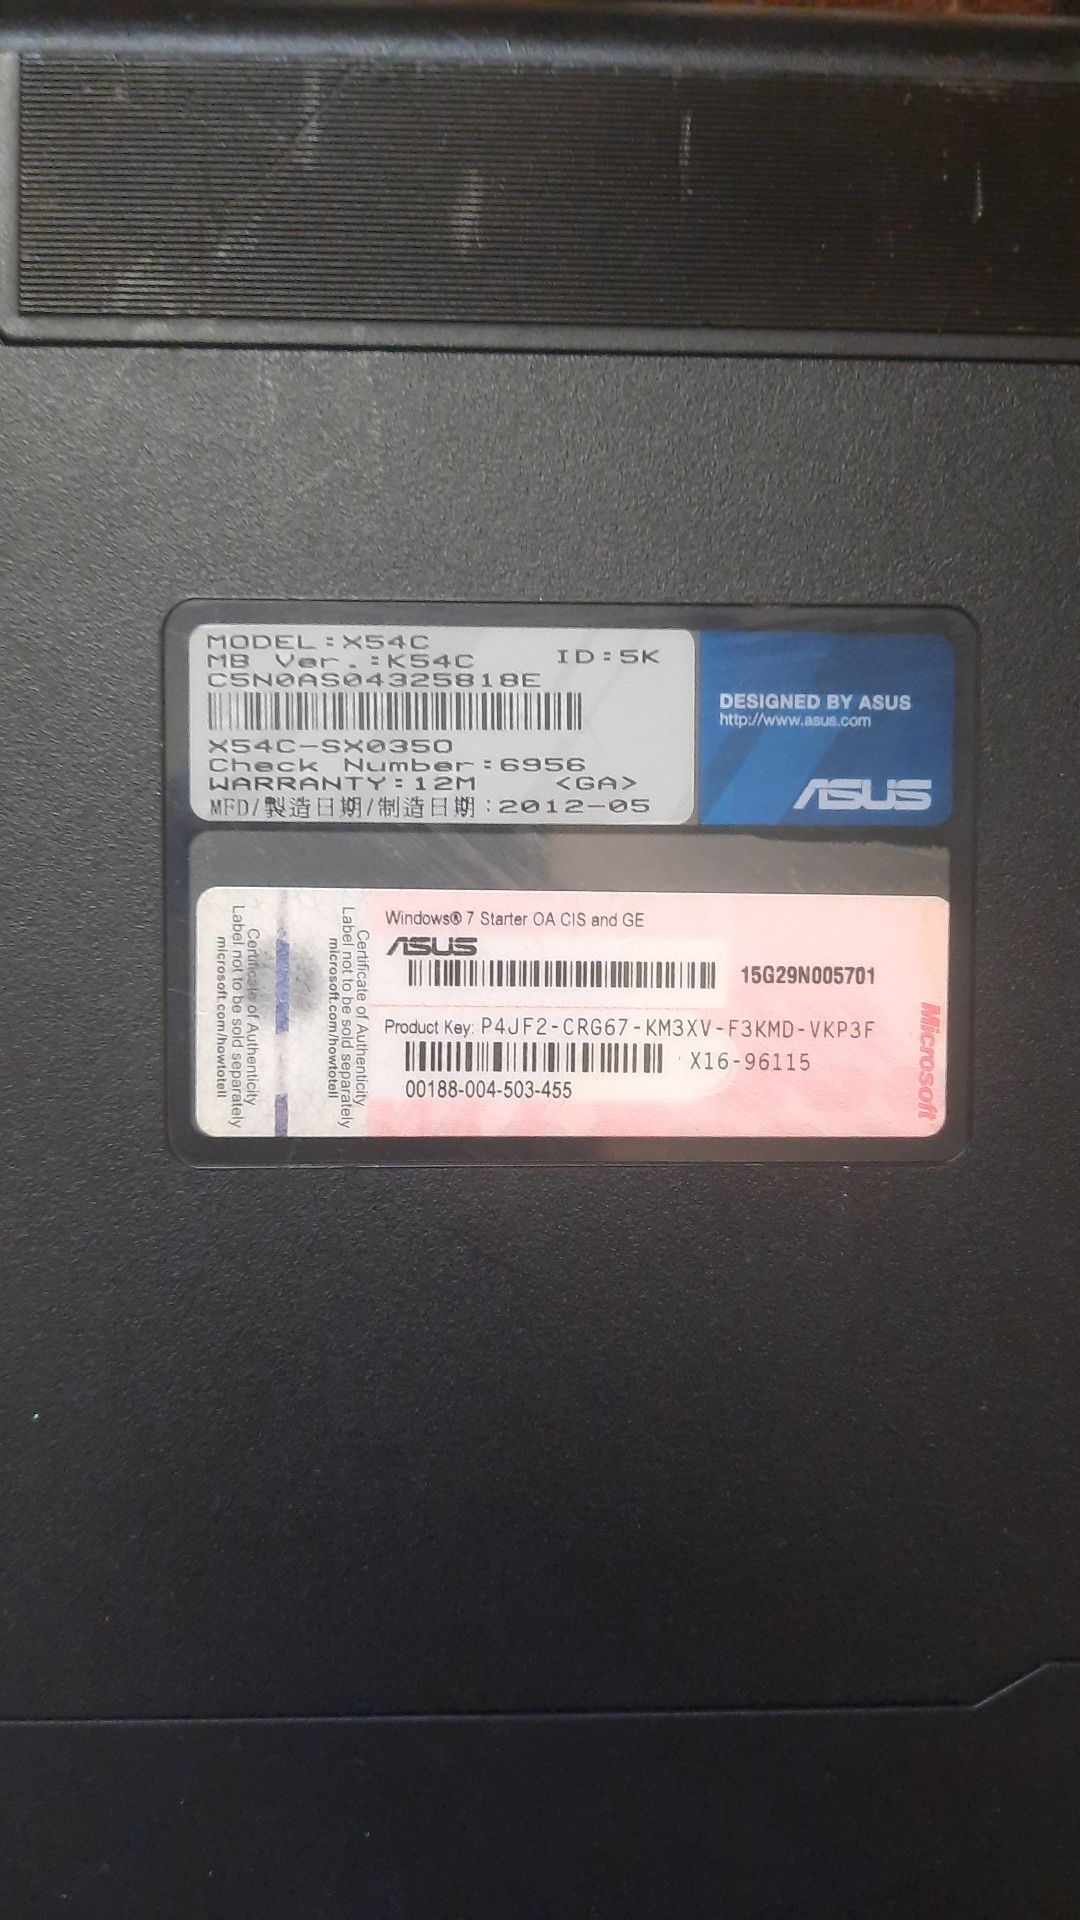 MODEL:X54C
MB Ver.:K54C
ID:5K
C5N0AS04325818E
X54C-SX035O
Check Number:6956
WARRANTY:12M <GA>
MFD/製造日期/制造日期:2012-05
DESIGNED BY ASUS
http://www.asus.com
ASUS
Certificate of Authenticity
Label not to be sold separately
microsoft.com/howtotell
Certificate of Authenticity
Label not to be sold separately
microsoft.com/howtotell
Windows® 7 Starter OA CIS and GE
ASUS
15G29N005701
Product Key: P4JF2-CRG67-KM3XV-F3KMD-VKP3F
X16-96115
00188-004-503-455
Microsoft